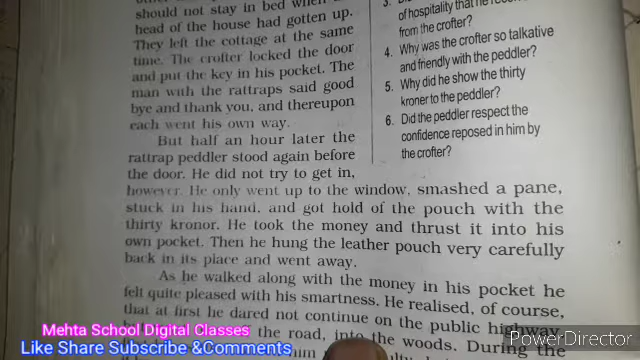 should not stay in bed when
head of the house had gotten up.
They left the cottage at the same
time. The crofter locked the door
and put the key in his pocket. The
man with the rattraps said good
bye and thank you, and thereupon
each went his own way.
But half an hour later the
rattrap peddler stood again before
the door. He did not try to get in,
however. He only went up to the window, smashed a pane,
stuck in his hand, and got hold of the pouch with the
thirty kronor. He took the money and thrust it into his
own pocket. Then he hung the leather pouch very carefully
back in its place and went away.
As he walked along with the money in his pocket he
felt quite pleased with his smartness. He realised, of course,
that at first he dared not continue on the public highway,
the road, into the woods. During the
3.
of hospitality that he
from the crofter?
4. Why was the crofter so talkative
and friendly with the peddler?
5. Why did he show the thirty
kroner to the peddler?
6. Did the peddler respect the
confidence reposed in him by
the crofter?
Mehta School Digital Classes
Like Share Subscribe &Comments
PowerDirector